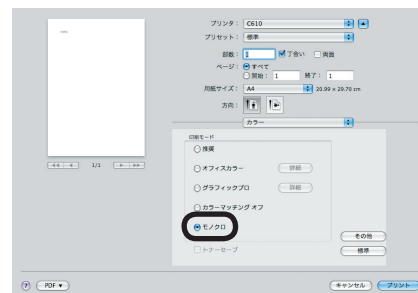 プリンタ： C610
プリセット： 標準
部数： 1 丁合い 両面
ページ： すべて
開始： 1 終了： 1
用紙サイズ： A4 20.99 x 29.70 cm
方向：
カラー
印刷モード
推奨
オフィスカラー 詳細
グラフィックプロ 詳細
カラーマッチング オフ
モノクロ
トナーセーブ
その他
標準
1/1
? PDF▼ キャンセル プリント